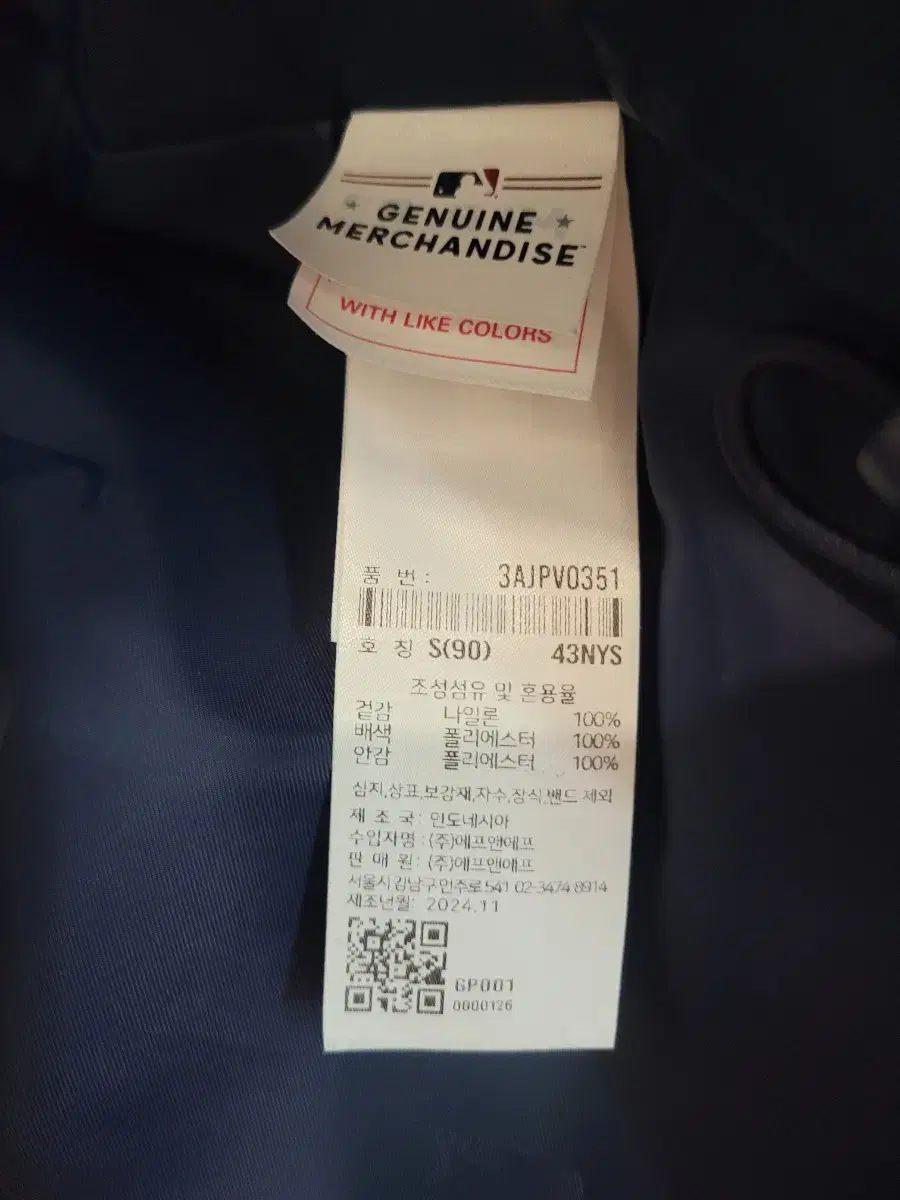 GENUINE
MERCHANDISE
WITH LIKE COLORS
품 번 : 3AJPV0351
호 칭 S(90) 43NYS
조성섬유 및 혼용율
겉감 나일론 100%
배색 폴리에스터 100%
안감 폴리에스터 100%
심지,상표,보강재,자수,장식,밴드 제외
제 조 국 : 인도네시아
수입자명 : (주)에프앤에프
판 매 원 : (주)에프앤에프
서울시 강남구 언주로 541 02-3474 8914
제조년월: 2024.11
GP001
0000126